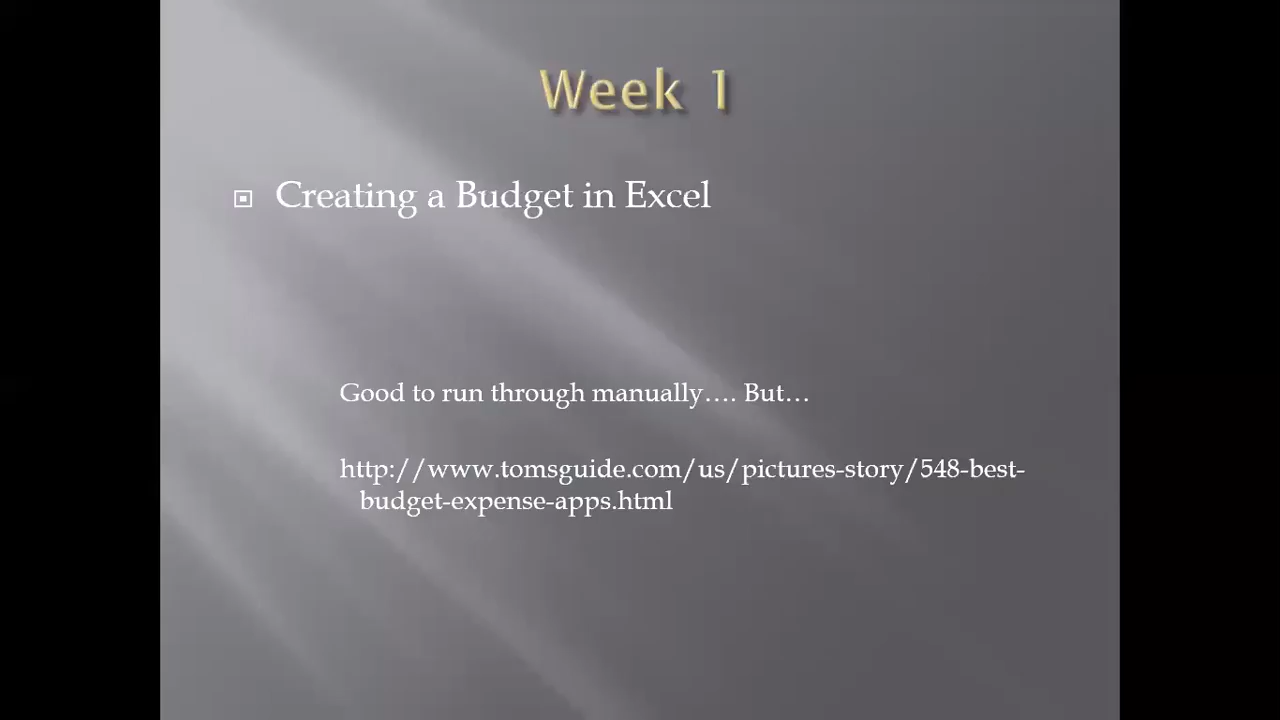 Week 1
Creating a Budget in Excel
Good to run through manually…. But…
http://www.tomsguide.com/us/pictures-story/548-best-
budget-expense-apps.html